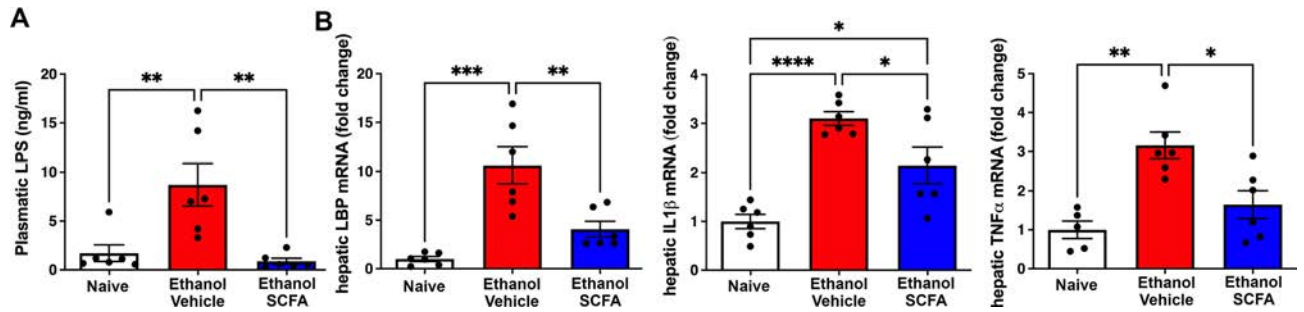 A
B
Plasmatic LPS (ng/ml)
20
15
10
5
0
** **
Naive
Ethanol
Vehicle
Ethanol
SCFA
hepatic LBP mRNA (fold change)
20
15
10
5
0
*** **
Naive
Ethanol
Vehicle
Ethanol
SCFA
hepatic IL1β mRNA (fold change)
4
3
2
1
0
*
**** *
Naive
Ethanol
Vehicle
Ethanol
SCFA
hepatic TNFα mRNA (fold change)
5
4
3
2
1
0
** *
Naive
Ethanol
Vehicle
Ethanol
SCFA